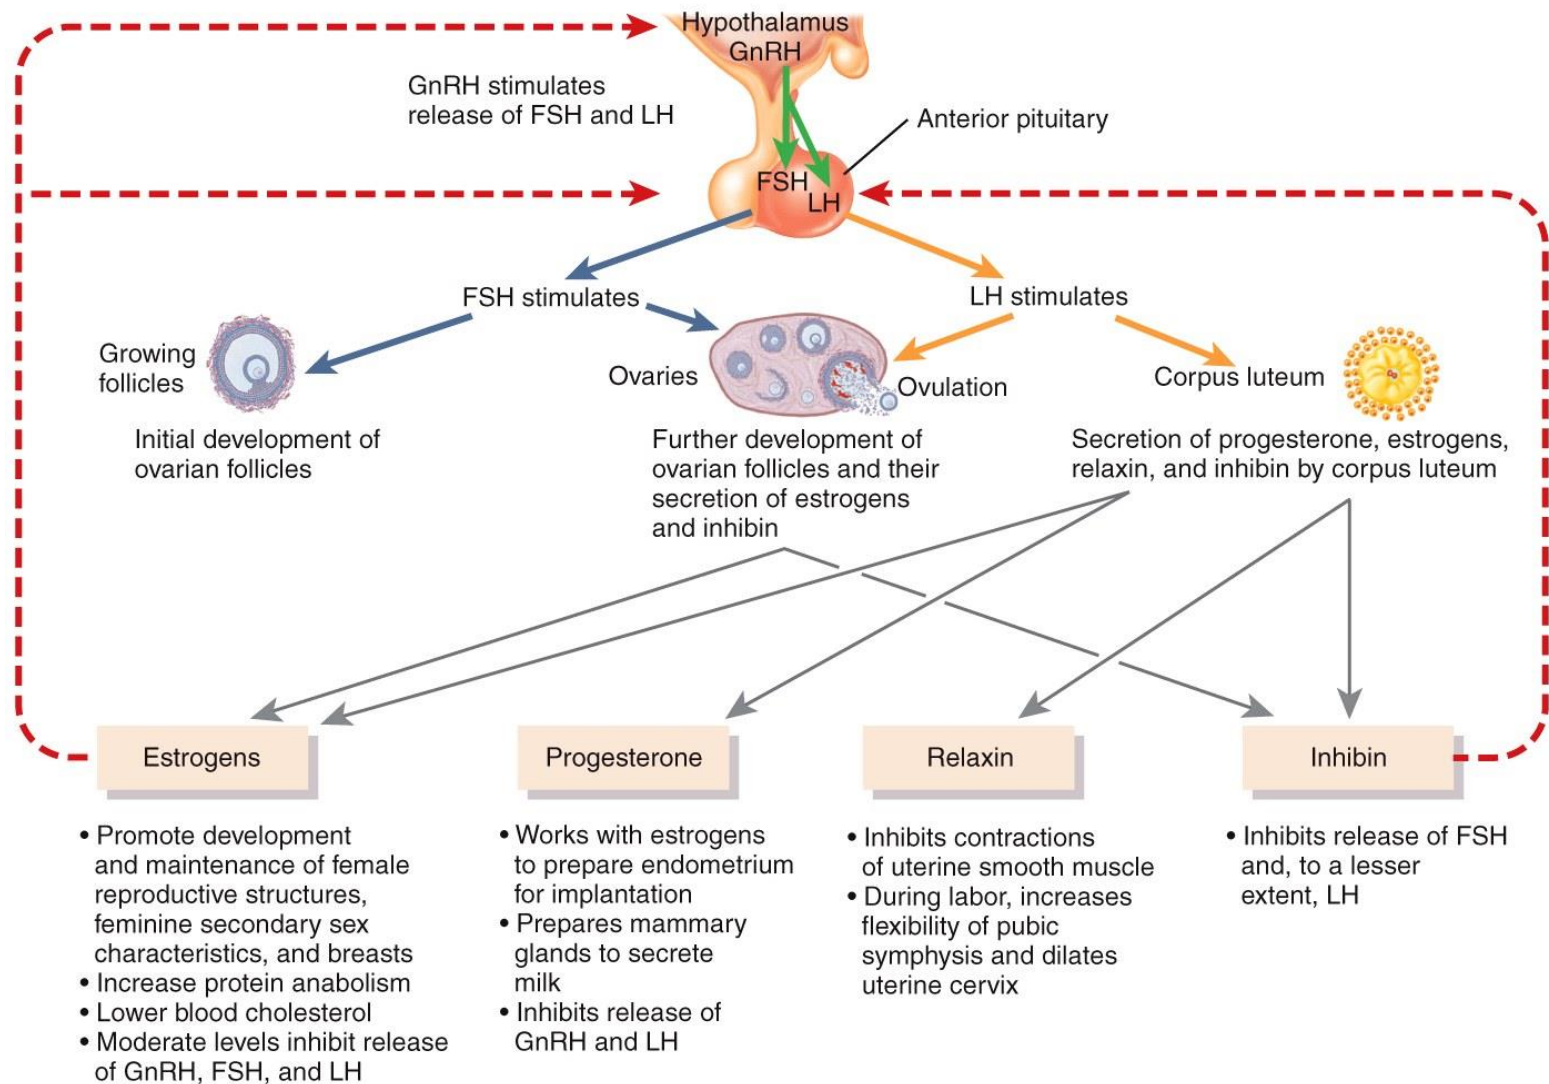 Hypothalamus
GnRH
GnRH stimulates
release of FSH and LH
Anterior pituitary
FSH
LH
FSH stimulates
LH stimulates
Growing
follicles
Ovaries
Ovulation
Corpus luteum
Initial development of
ovarian follicles
Further development of
ovarian follicles and their
secretion of estrogens
and inhibin
Secretion of progesterone, estrogens,
relaxin, and inhibin by corpus luteum
Estrogens
• Promote development
and maintenance of female
reproductive structures,
feminine secondary sex
characteristics, and breasts
• Increase protein anabolism
• Lower blood cholesterol
• Moderate levels inhibit release
of GnRH, FSH, and LH
Progesterone
• Works with estrogens
to prepare endometrium
for implantation
• Prepares mammary
glands to secrete
milk
• Inhibits release of
GnRH and LH
Relaxin
• Inhibits contractions
of uterine smooth muscle
• During labor, increases
flexibility of pubic
symphysis and dilates
uterine cervix
Inhibin
• Inhibits release of FSH
and, to a lesser
extent, LH